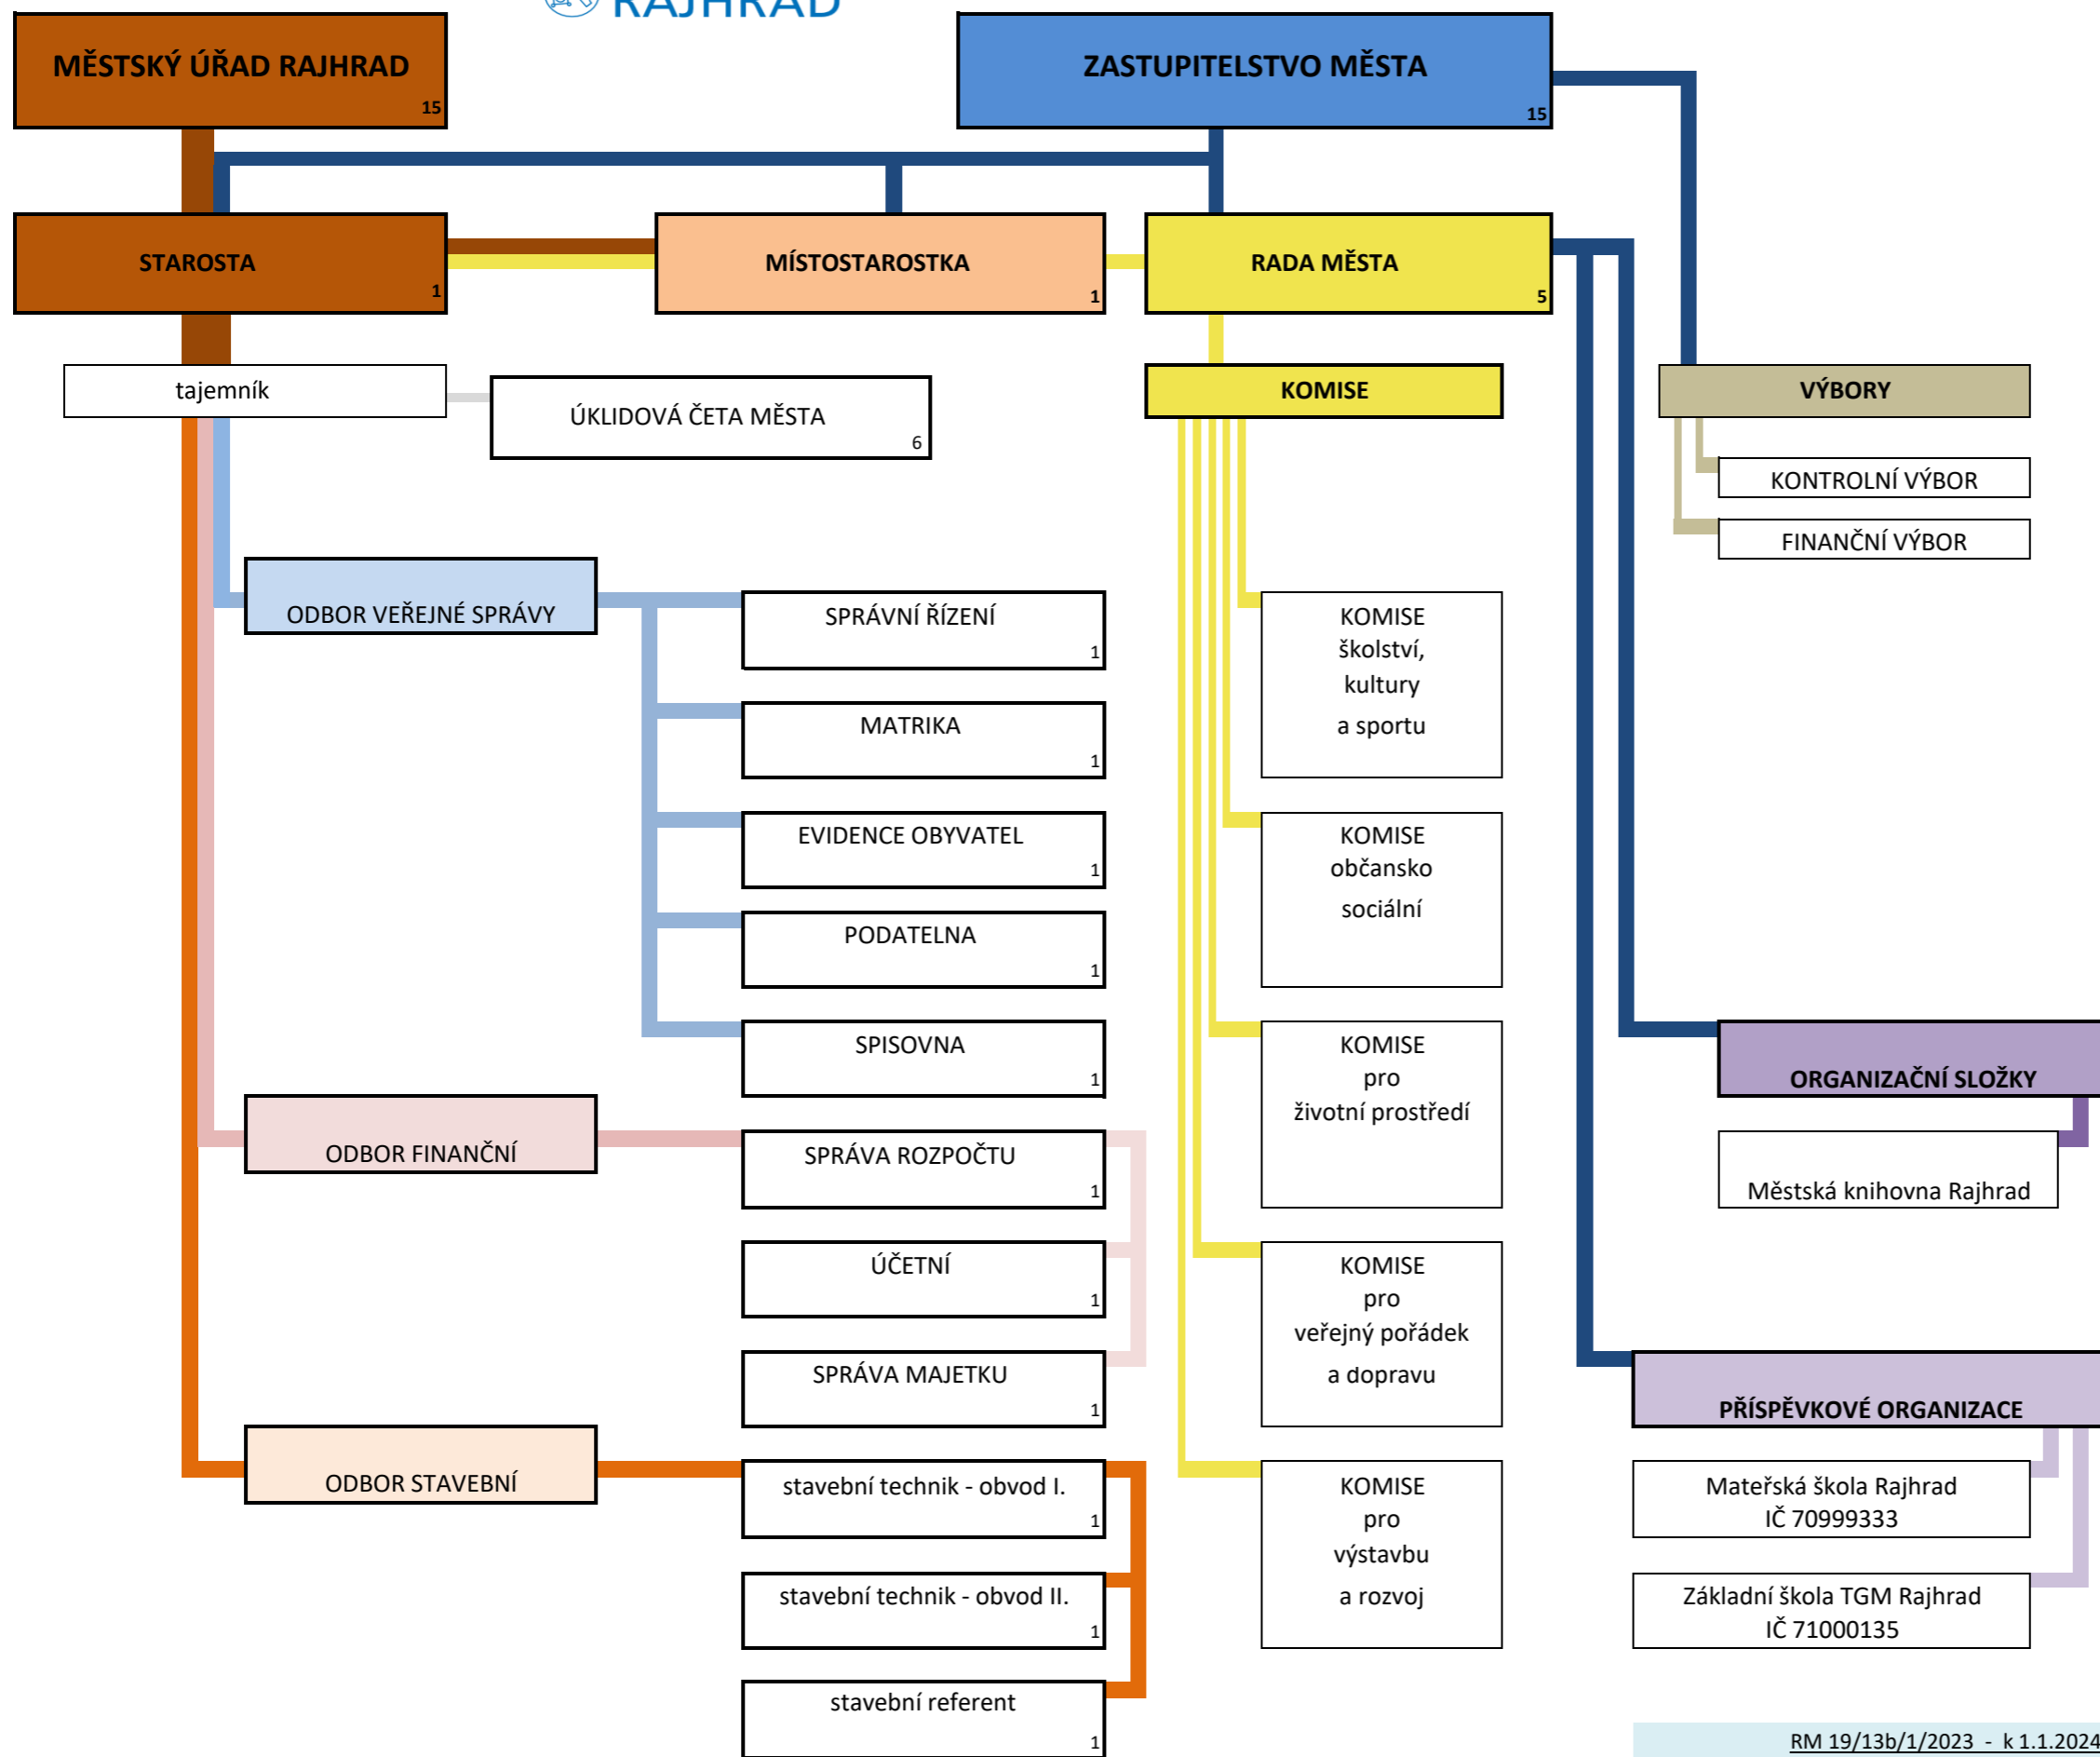 RAJHRAD
MĚSTSKÝ ÚŘAD RAJHRAD
15
ZASTUPITELSTVO MĚSTA
15
STAROSTA
1
MÍSTOSTAROSTKA
1
RADA MĚSTA
5
tajemník
ÚKLIDOVÁ ČETA MĚSTA
6
KOMISE
VÝBORY
KONTROLNÍ VÝBOR
FINANČNÍ VÝBOR
ODBOR VEŘEJNÉ SPRÁVY
SPRÁVNÍ ŘÍZENÍ
1
MATRIKA
1
EVIDENCE OBYVATEL
1
PODATELNA
1
SPISOVNA
1
ODBOR FINANČNÍ
SPRÁVA ROZPOČTU
1
ÚČETNÍ
1
SPRÁVA MAJETKU
1
ODBOR STAVEBNÍ
stavební technik - obvod I.
1
stavební technik - obvod II.
1
stavební referent
1
KOMISE
školství,
kultury
a sportu
KOMISE
občansko
sociální
KOMISE
pro
životní prostředí
KOMISE
pro
veřejný pořádek
a dopravu
KOMISE
pro
výstavbu
a rozvoj
ORGANIZAČNÍ SLOŽKY
Městská knihovna Rajhrad
PŘÍSPĚVKOVÉ ORGANIZACE
Mateřská škola Rajhrad
IČ 70999333
Základní škola TGM Rajhrad
IČ 71000135
RM 19/13b/1/2023 - k 1.1.2024